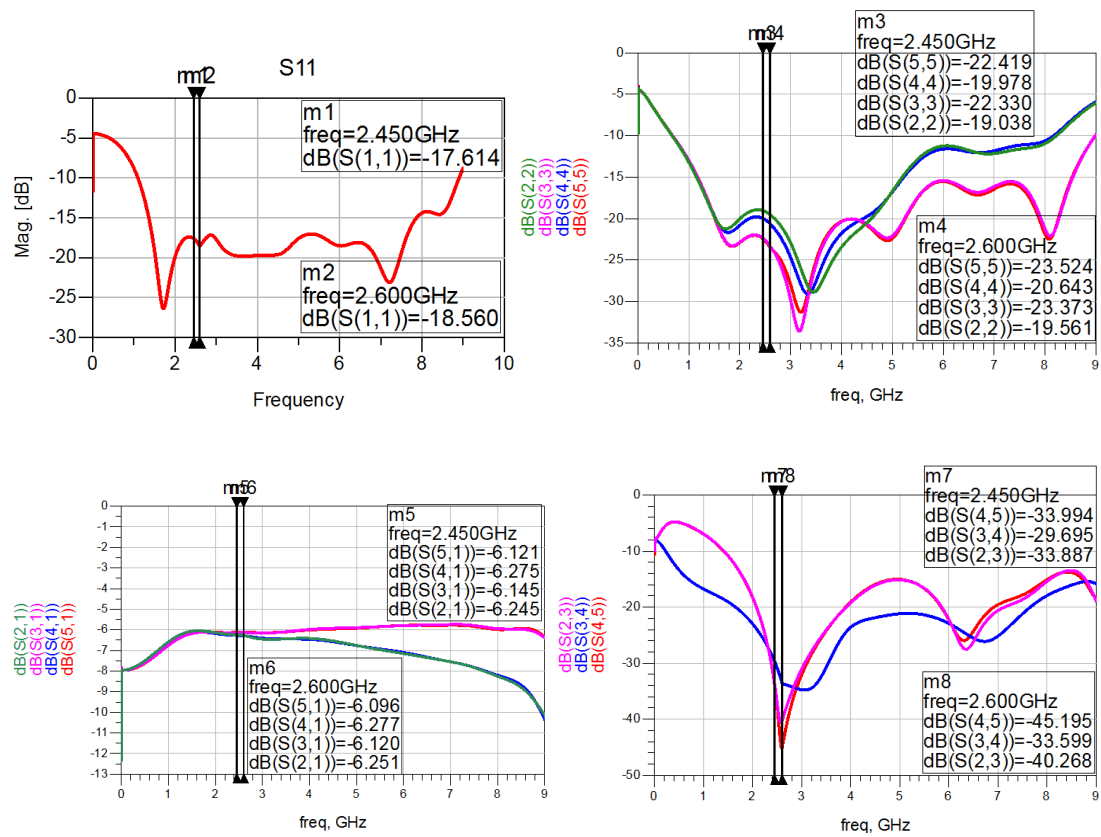 m1 m2
S11
0
-5
-10
-15
-20
-25
-30
Mag. [dB]
m1
freq=2.450GHz
dB(S(1,1))=-17.614
m2
freq=2.600GHz
dB(S(1,1))=-18.560
0 2 4 6 8 10
Frequency
m3 m4
0
-5
-10
-15
-20
-25
-30
-35
dB(S(2,2))
dB(S(3,3))
dB(S(4,4))
dB(S(5,5))
m3
freq=2.450GHz
dB(S(5,5))=-22.419
dB(S(4,4))=-19.978
dB(S(3,3))=-22.330
dB(S(2,2))=-19.038
m4
freq=2.600GHz
dB(S(5,5))=-23.524
dB(S(4,4))=-20.643
dB(S(3,3))=-23.373
dB(S(2,2))=-19.561
0 1 2 3 4 5 6 7 8 9
freq, GHz
m5 m6
0
-1
-2
-3
-4
-5
-6
-7
-8
-9
-10
-11
-12
-13
dB(S(2,1))
dB(S(3,1))
dB(S(4,1))
dB(S(5,1))
m5
freq=2.450GHz
dB(S(5,1))=-6.121
dB(S(4,1))=-6.275
dB(S(3,1))=-6.145
dB(S(2,1))=-6.245
m6
freq=2.600GHz
dB(S(5,1))=-6.096
dB(S(4,1))=-6.277
dB(S(3,1))=-6.120
dB(S(2,1))=-6.251
0 1 2 3 4 5 6 7 8 9
freq, GHz
m7 m8
0
-10
-20
-30
-40
-50
dB(S(2,3))
dB(S(3,4))
dB(S(4,5))
m7
freq=2.450GHz
dB(S(4,5))=-33.994
dB(S(3,4))=-29.695
dB(S(2,3))=-33.887
m8
freq=2.600GHz
dB(S(4,5))=-45.195
dB(S(3,4))=-33.599
dB(S(2,3))=-40.268
0 1 2 3 4 5 6 7 8 9
freq, GHz